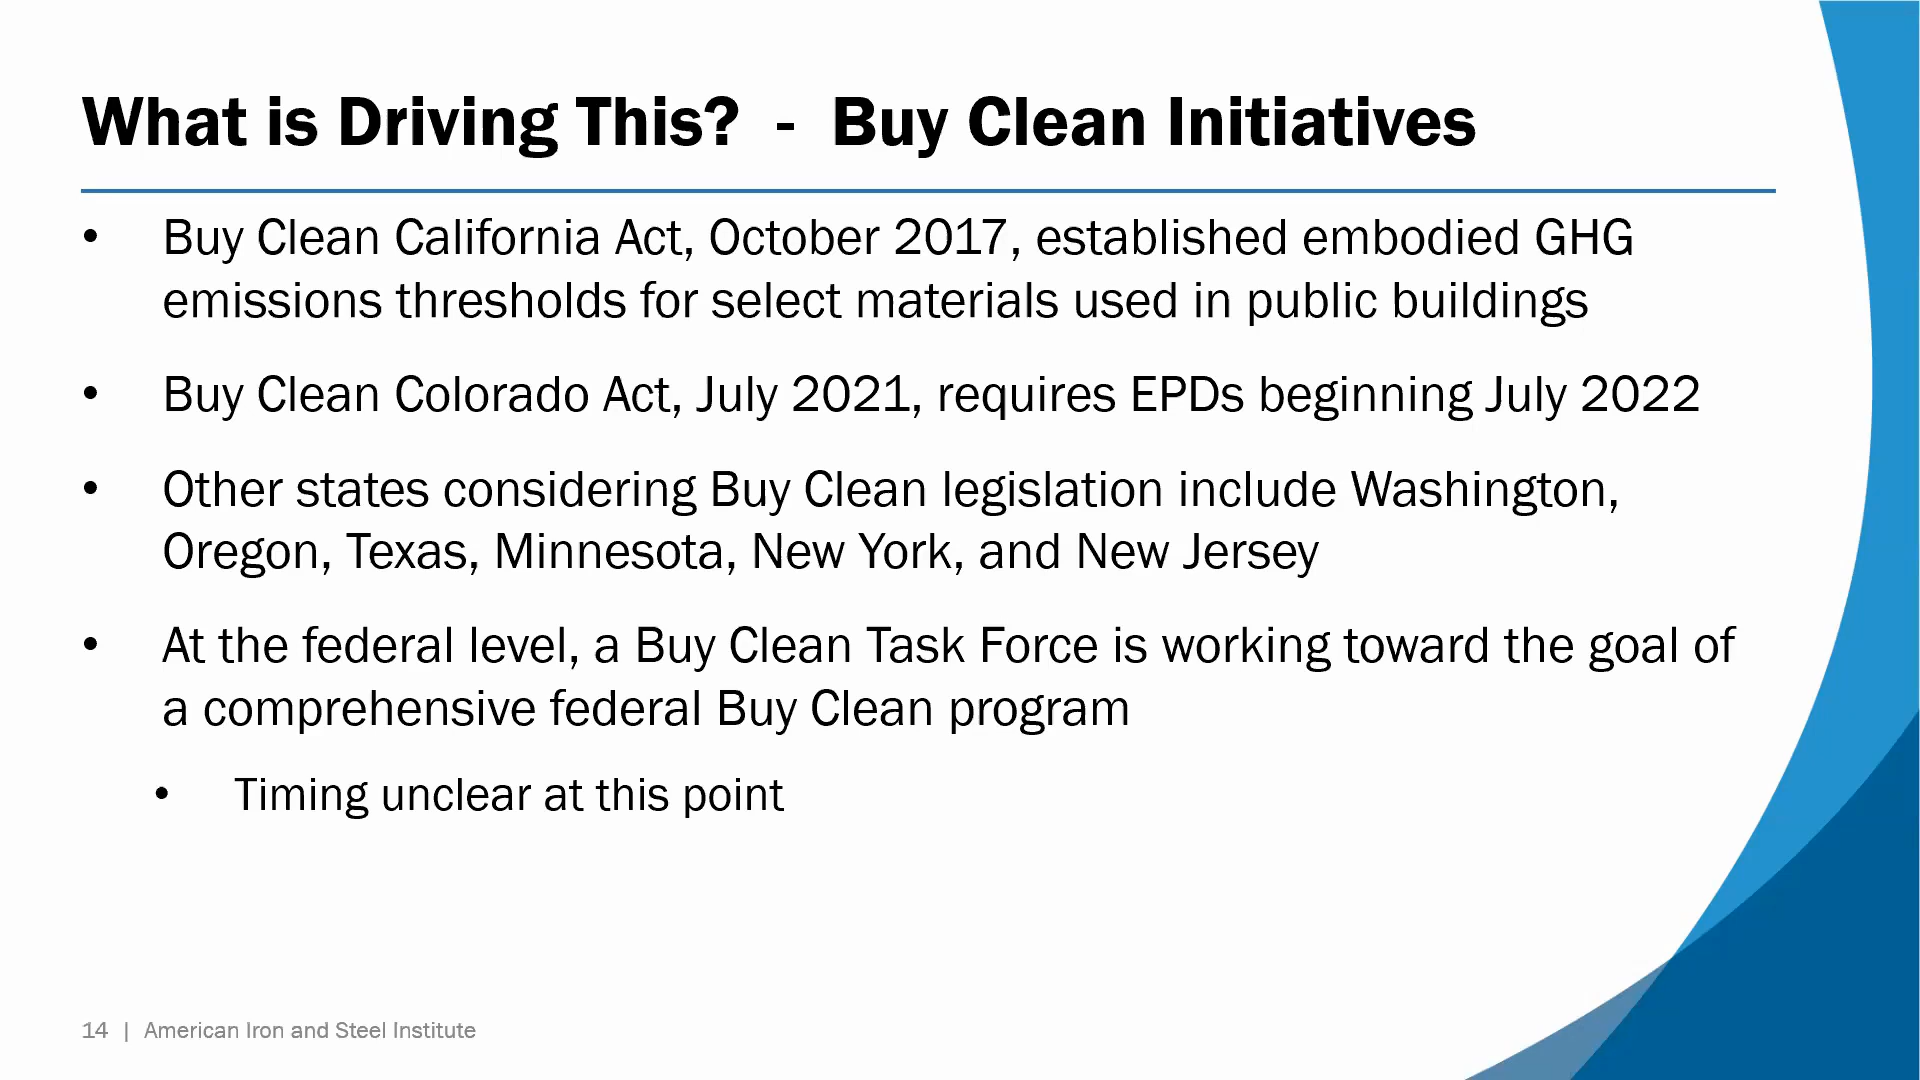 What is Driving This?  -  Buy Clean Initiatives
• Buy Clean California Act, October 2017, established embodied GHG
emissions thresholds for select materials used in public buildings
• Buy Clean Colorado Act, July 2021, requires EPDs beginning July 2022
• Other states considering Buy Clean legislation include Washington,
Oregon, Texas, Minnesota, New York, and New Jersey
• At the federal level, a Buy Clean Task Force is working toward the goal of
a comprehensive federal Buy Clean program
• Timing unclear at this point
14 | American Iron and Steel Institute